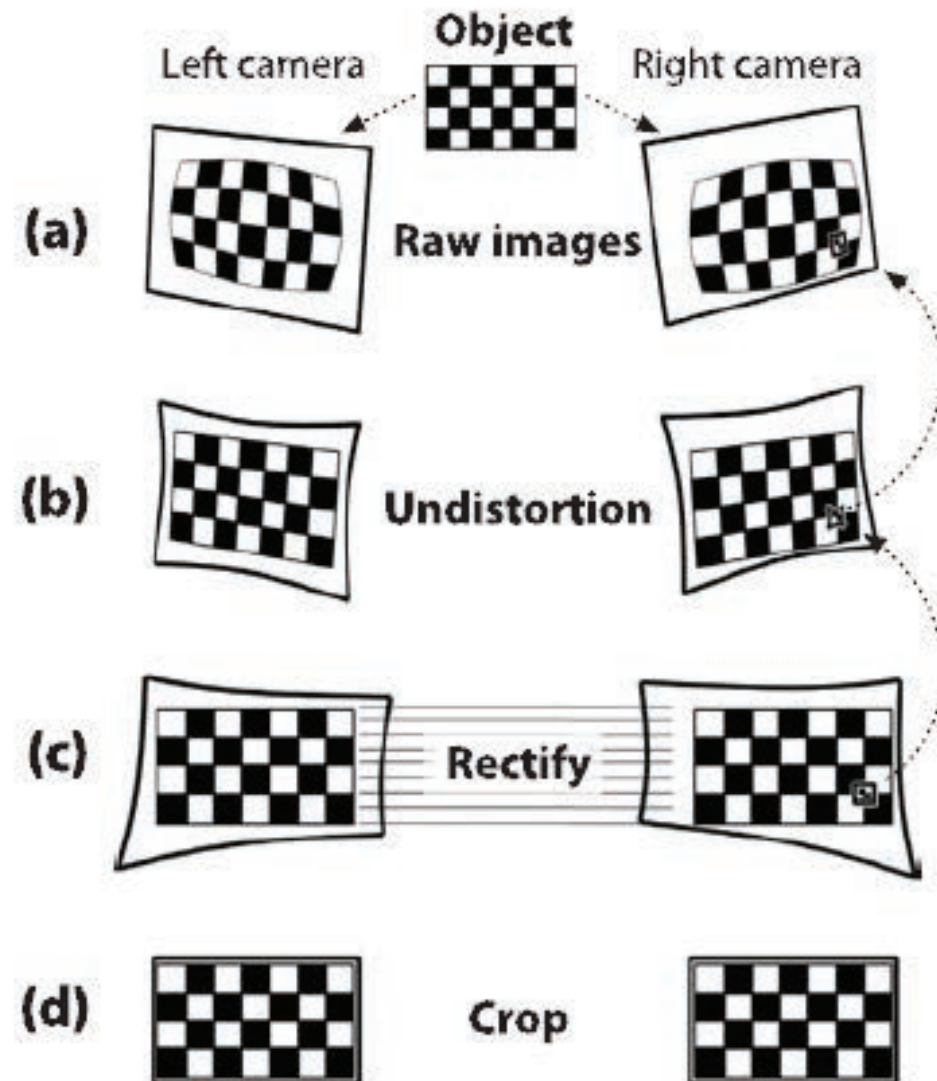 Object
Left camera
Right camera
(a)
Raw images
(b)
Undistortion
(c)
Rectify
(d)
Crop